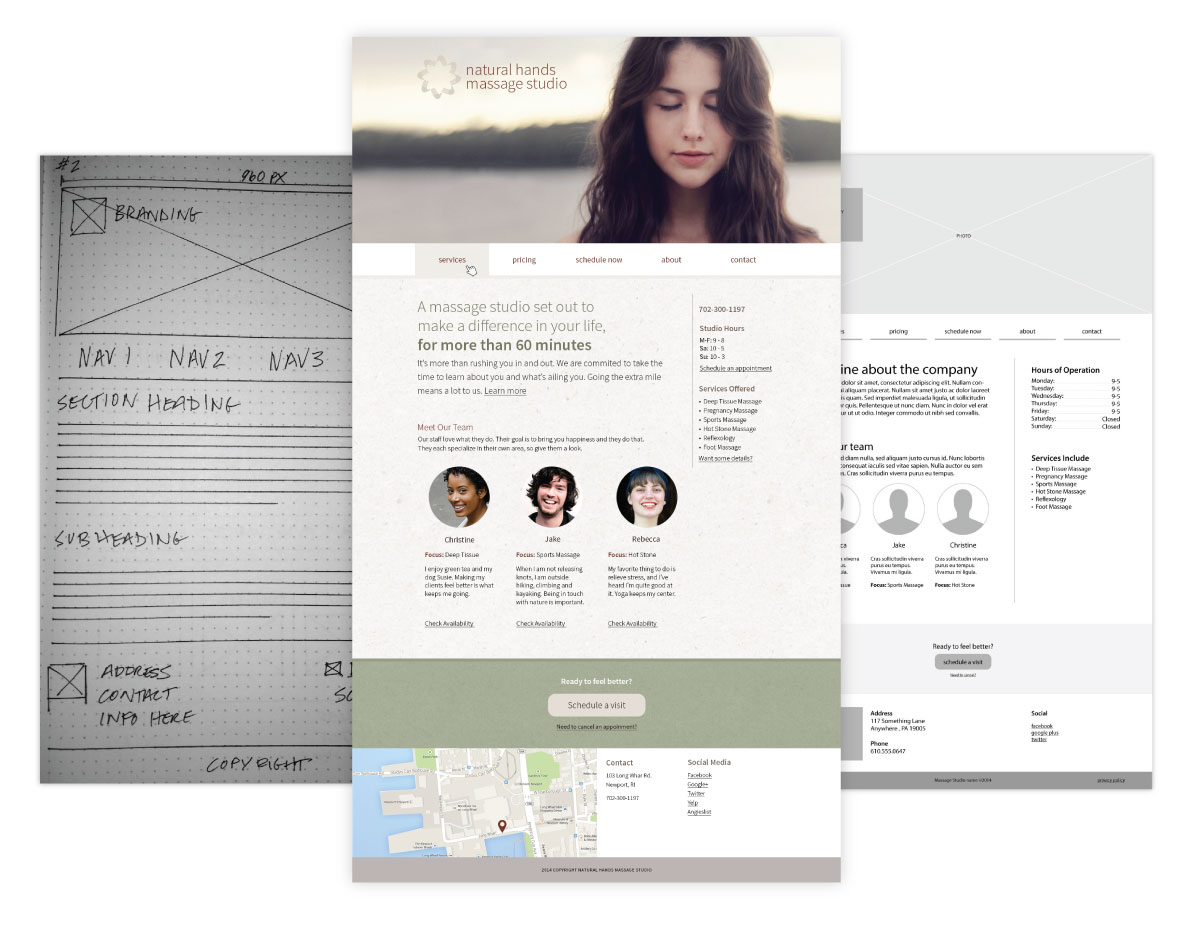 #2
960 PX
BRANDING
NAV 1 NAV 2 NAV 3
SECTION HEADING
SUBHEADING
ADDRESS
CONTACT
INFO HERE
COPYRIGHT
natural hands
massage studio
services pricing schedule now about contact
A massage studio set out to
make a difference in your life,
for more than 60 minutes
It's more than rushing you in and out. We are commited to take the
time to learn about you and what's ailing you. Going the extra mile
means a lot to us. Learn more
Meet Our Team
Our staff love what they do. Their goal is to bring you happiness and they do that.
They each specialize in their own area, so give them a look.
Christine
Focus: Deep Tissue
I enjoy green tea and my
dog Susie. Making my
clients feel better is what
keeps me going.
Check Availability
Jake
Focus: Sports Massage
When I am not releasing
knots, I am outside
hiking, climbing and
kayaking. Being in touch
with nature is important.
Check Availability
Rebecca
Focus: Hot Stone
My favorite thing to do is
relieve stress, and I've
heard I'm quite good at
it. Yoga keeps my center.
Check Availability
702-300-1197
Studio Hours
M-F: 9 - 8
Sa: 10 - 5
Su: 10 - 3
Schedule an appointment
Services Offered
• Deep Tissue Massage
• Pregnancy Massage
• Sports Massage
• Hot Stone Massage
• Reflexology
• Foot Massage
Want some details?
Ready to feel better?
Schedule a visit
Need to cancel an appoinment?
Contact
103 Long Whar Rd.
Newport, RI
702-300-1197
Social Media
Facebook
Google+
Twitter
Yelp
Angieslist
2014 COPYRIGHT NATURAL HANDS MASSAGE STUDIO
PHOTO
pricing schedule now about contact
ine about the company
dolor sit amet, consectetur adipiscing elit. Nullam con-
aliquam placerat. Nullam sit amet justo ac dolor laoreet
quam. Sed imperdiet malesuada ligula, ut sollicitudin
quis. Pellentesque ut nunc diam. Nunc in dolor vel erat
ur ut ut odio. Integer commodo ut nibh sed convallis.
ur team
d diam nulla, sed aliquam justo cursus id. Nunc lobortis
consequat iaculis sed vitae sapien. Nulla auctor eu sem
. Cras sollicitudin viverra purus eu tempus.
ca
viverra
Jake
Cras sollicitudin viverra
purus eu tempus.
Vivamus mi ligula.
Focus: Sports Massage
Christine
Cras sollicitudin viverra
purus eu tempus.
Vivamus mi ligula.
Focus: Hot Stone
Hours of Operation
Monday: 9-5
Tuesday: 9-5
Wednesday: 9-5
Thursday: 9-5
Friday: 9-5
Saturday: Closed
Sunday: Closed
Services Include
• Deep Tissue Massage
• Pregnancy Massage
• Sports Massage
• Hot Stone Massage
• Reflexology
• Foot Massage
Ready to feel better?
schedule a visit
Address
117 Something Lane
Anywhere , PA 39005
Phone
610.555.0647
Social
facebook
google plus
twitter
privacy policy